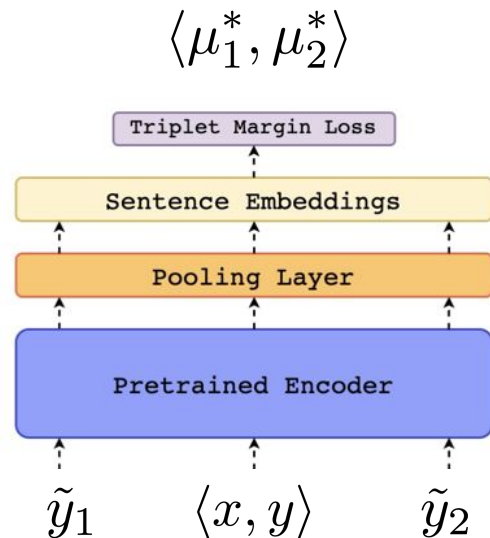 ⟨μ₁*, μ₂*⟩
Triplet Margin Loss
Sentence Embeddings
Pooling Layer
Pretrained Encoder
ỹ₁ ⟨x, y⟩ ỹ₂